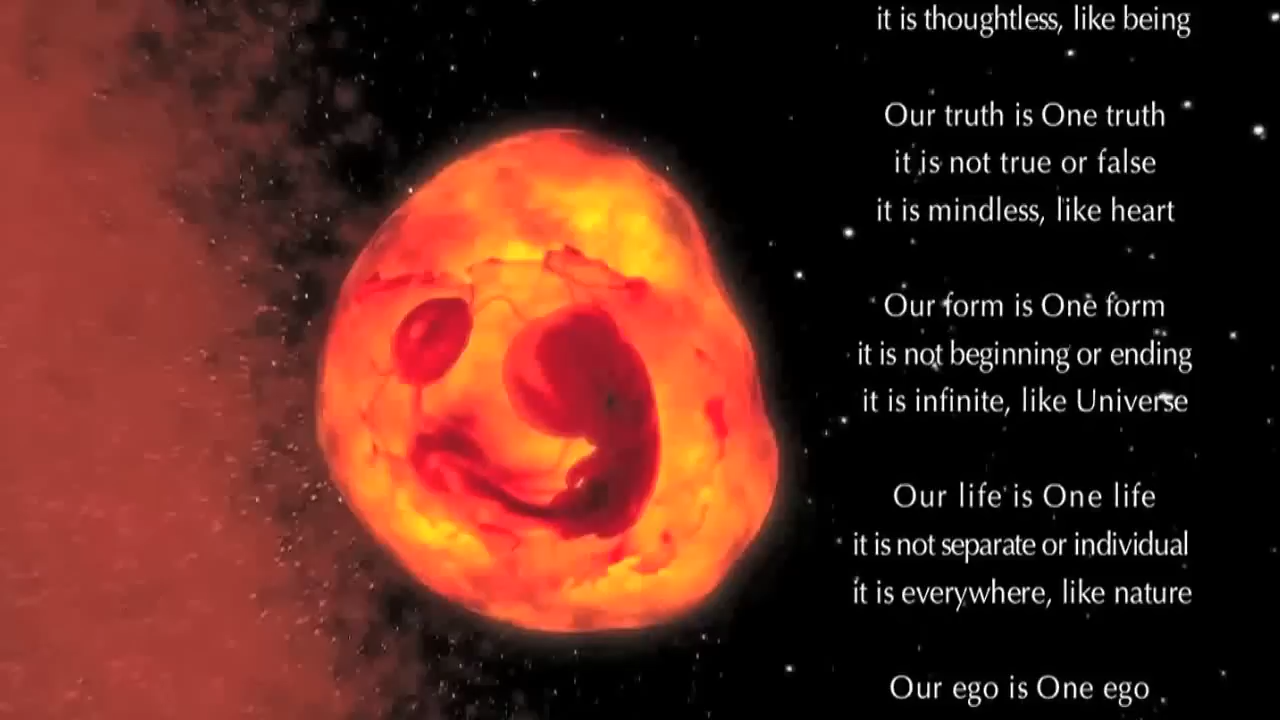 it is thoughtless, like being
Our truth is One truth
it is not true or false
it is mindless, like heart
Our form is One form
it is not beginning or ending
it is infinite, like Universe
Our life is One life
it is not separate or individual
it is everywhere, like nature
Our ego is One ego